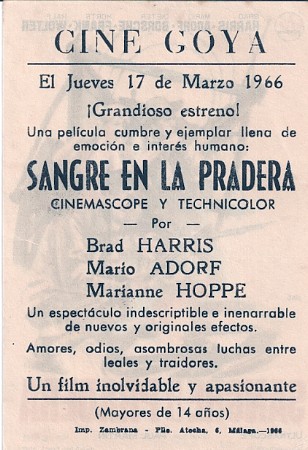 CINE GOYA
El Jueves 17 de Marzo 1966
¡Grandioso estreno!
Una película cumbre y ejemplar llena de
emoción e interés humano:
SANGRE EN LA PRADERA
CINEMASCOPE Y TECHNICOLOR
— Por —
Brad HARRIS
Mario ADORF
Marianne HOPPE
Un espectáculo indescriptible e inenarrable
de nuevos y originales efectos.
Amores, odios, asombrosas luchas entre
leales y traidores.
Un film inolvidable y apasionante
(Mayores de 14 años)
Imp. Zambrana - Plle. Atocha, 6, Málaga.—1966